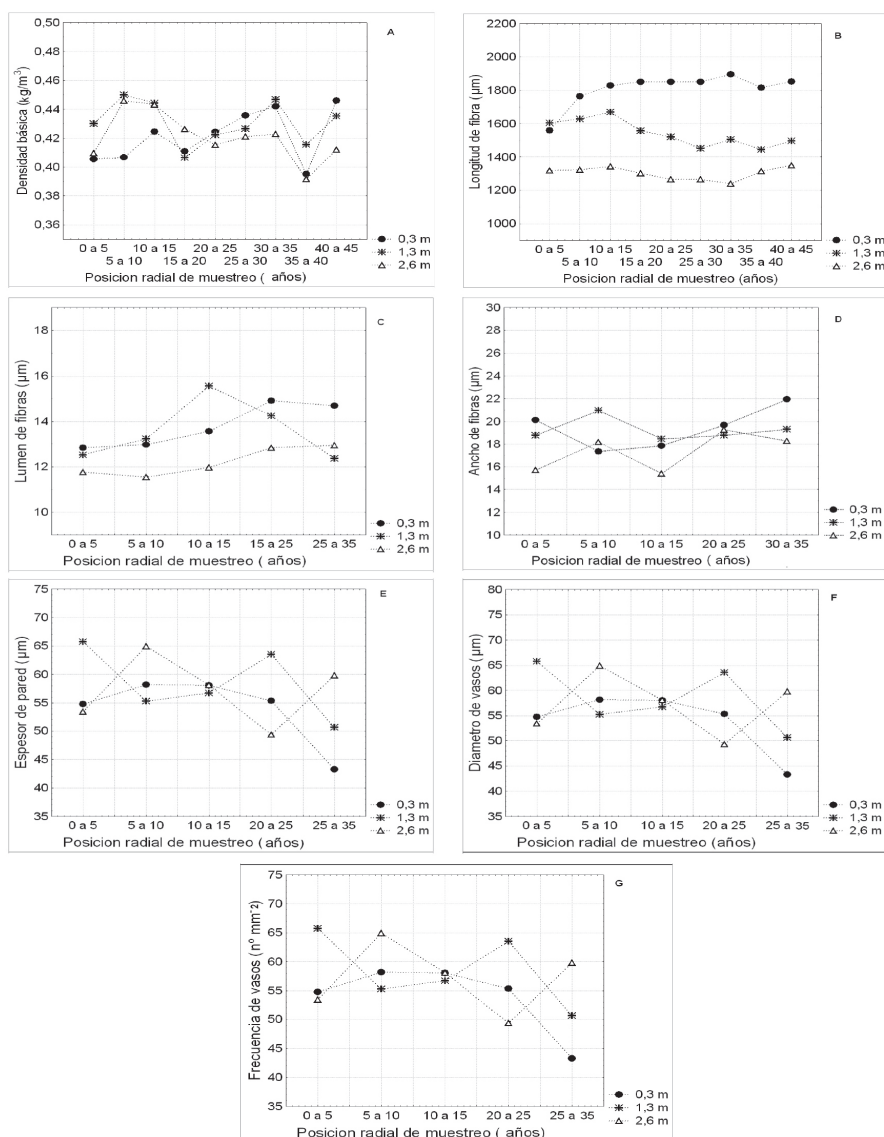 A
Densidad básica (kg/m³)
0,50
0,48
0,46
0,44
0,42
0,40
0,38
0,36
0 a 5
5 a 10
10 a 15
15 a 20
20 a 25
25 a 30
30 a 35
35 a 40
40 a 45
Posicion radial de muestreo ( años)
0,3 m
1,3 m
2,6 m
B
Longitud de fibra (µm)
2200
2000
1800
1600
1400
1200
1000
0 a 5
5 a 10
10 a 15
15 a 20
20 a 25
25 a 30
30 a 35
35 a 40
40 a 45
Posicion radial de muestreo (años)
0,3 m
1,3 m
2,6 m
C
Lumen de fibras (µm)
18
16
14
12
10
0 a 5
5 a 10
10 a 15
15 a 25
25 a 35
Posicion radial de muestreo ( años)
0,3 m
1,3 m
2,6 m
D
Ancho de fibras (µm)
30
28
26
24
22
20
18
16
14
12
10
0 a 5
5 a 10
10 a 15
20 a 25
30 a 35
Posicion radial de muestreo ( años)
0,3 m
1,3 m
2,6 m
E
Espesor de pared (µm)
75
70
65
60
55
50
45
40
35
0 a 5
5 a 10
10 a 15
20 a 25
25 a 35
Posicion radial de muestreo ( años)
0,3 m
1,3 m
2,6 m
F
Diametro de vasos (µm)
80
75
70
65
60
55
50
45
40
35
0 a 5
5 a 10
10 a 15
20 a 25
25 a 35
Posicion radial de muestreo ( años)
0,3 m
1,3 m
2,6 m
G
Frecuencia de vasos (nº mm⁻²)
75
70
65
60
55
50
45
40
35
0 a 5
5 a 10
10 a 15
20 a 25
25 a 35
Posicion radial de muestreo ( años)
0,3 m
1,3 m
2,6 m